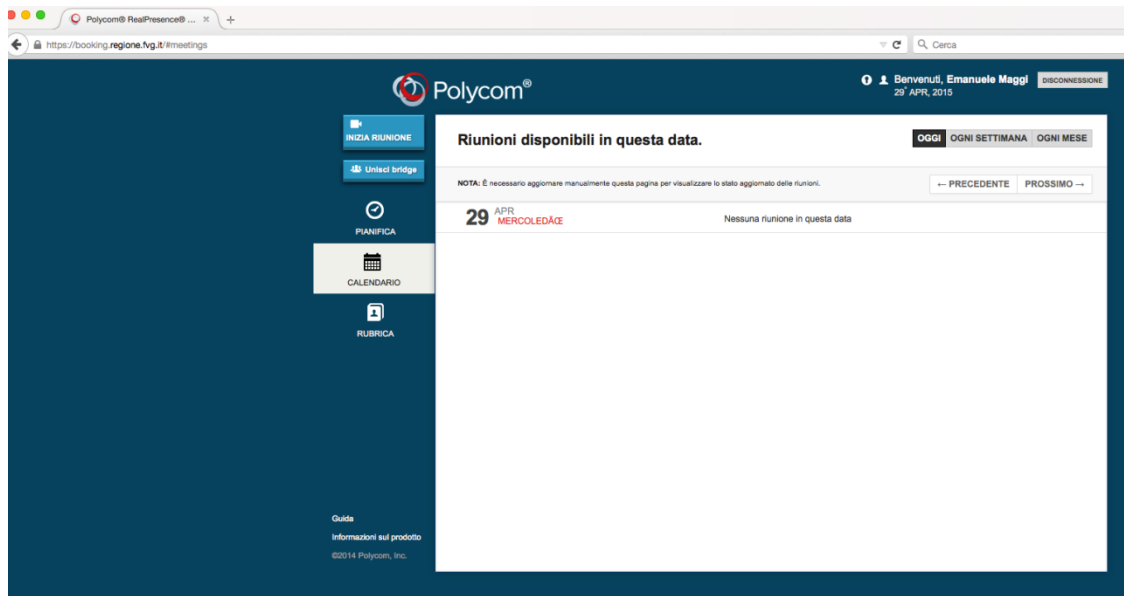 Polycom® RealPresence® ...
https://booking.regione.fvg.it/#meetings
Cerca
Polycom®
Benvenuti, Emanuele Maggi
DISCONNESSIONE
29° APR, 2015
INIZIA RIUNIONE
Unisci bridge
PIANIFICA
CALENDARIO
RUBRICA
Riunioni disponibili in questa data.
OGGI OGNI SETTIMANA OGNI MESE
NOTA: È necessario aggiornare manualmente questa pagina per visualizzare lo stato aggiornato delle riunioni.
← PRECEDENTE PROSSIMO →
29 APR
MERCOLEDÃŒ
Nessuna riunione in questa data
Guida
Informazioni sul prodotto
©2014 Polycom, Inc.